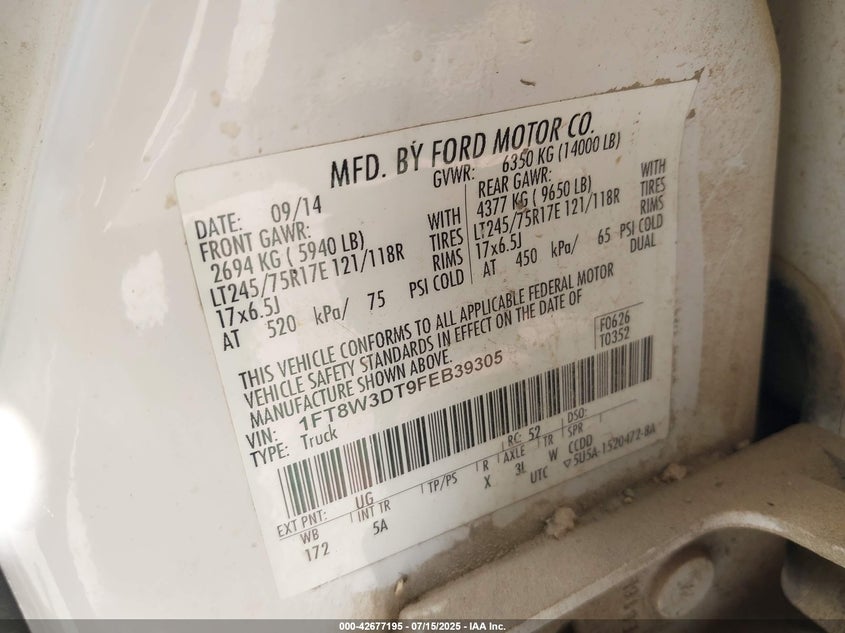 MFD. BY FORD MOTOR CO.
DATE: 09/14
GVWR: 6350 KG (14000 LB)
FRONT GAWR:
2694 KG ( 5940 LB) WITH
LT245/75R17E 121/118R TIRES
17x6.5J RIMS
AT 520 kPa/ 75 PSI COLD
REAR GAWR:
4377 KG ( 9650 LB) WITH
LT245/75R17E 121/118R TIRES
17x6.5J RIMS
AT 450 kPa/ 65 PSI COLD
DUAL
THIS VEHICLE CONFORMS TO ALL APPLICABLE FEDERAL MOTOR
VEHICLE SAFETY STANDARDS IN EFFECT ON THE DATE OF
MANUFACTURE SHOWN ABOVE.
F0626
T0352
VIN: 1FT8W3DT9FEB39305
TYPE: Truck
EXT PNT: UG RC: 52 DSO:
WB INT TR TP/PS R AXLE TR SPR
172 5A X 3L W CCDD
UTC ▽5U5A-1520472-BA
000-42677195 - 07/15/2025 - IAA Inc.